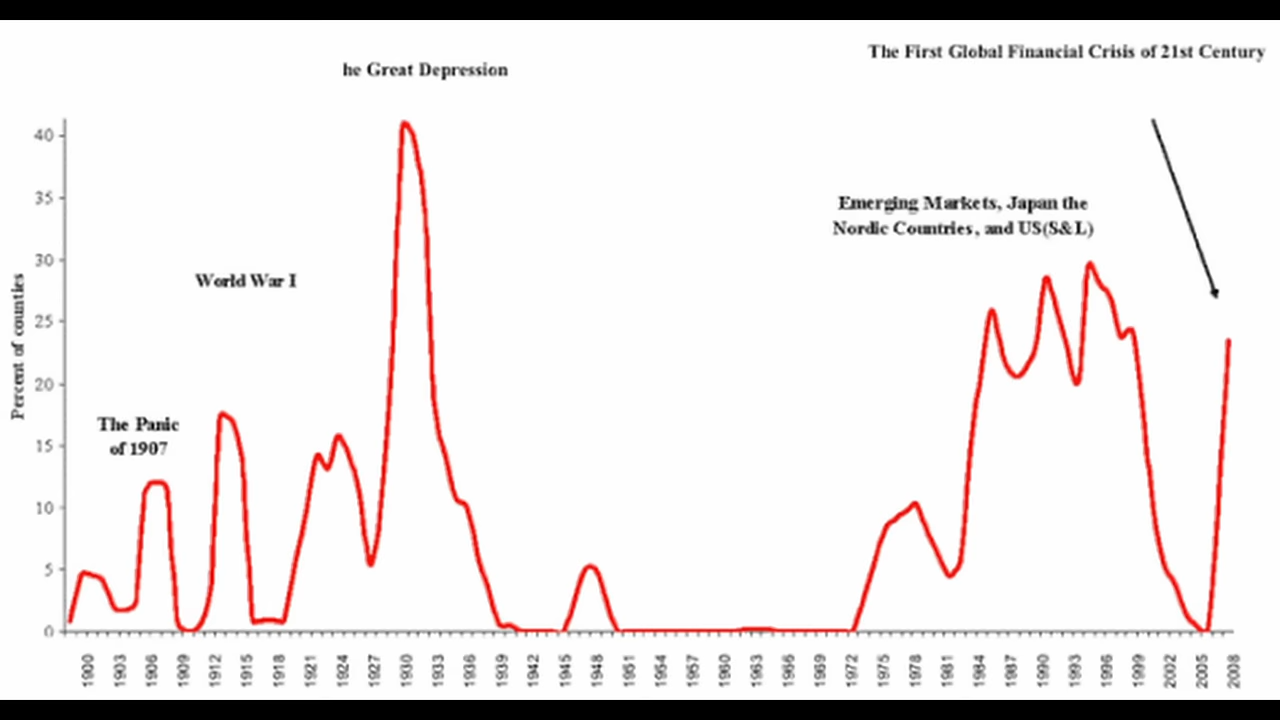 he Great Depression
The First Global Financial Crisis of 21st Century
Emerging Markets, Japan the
Nordic Countries, and US(S&L)
World War I
The Panic
of 1907
Percent of counties
40
35
30
25
20
15
10
5
0
1900 1903 1906 1909 1912 1915 1918 1921 1924 1927 1930 1933 1936 1939 1942 1945 1948 1951 1954 1957 1960 1963 1966 1969 1972 1975 1978 1981 1984 1987 1990 1993 1996 1999 2002 2005 2008